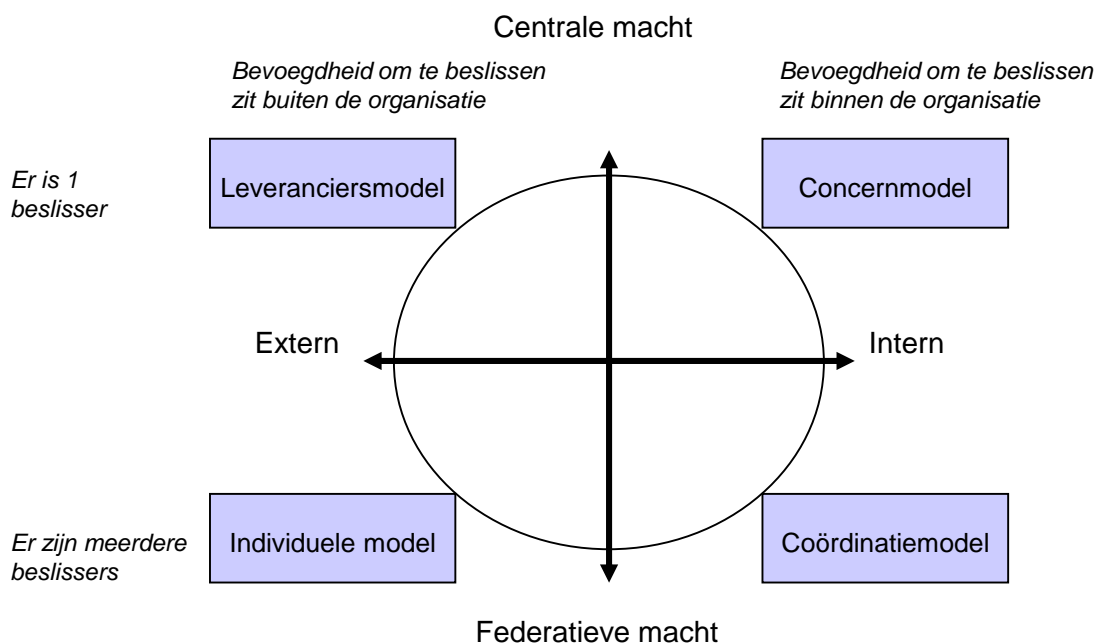 Centrale macht
Bevoegdheid om te beslissen
zit buiten de organisatie
Bevoegdheid om te beslissen
zit binnen de organisatie
Er is 1
beslisser
Leveranciersmodel
Concernmodel
Extern
Intern
Er zijn meerdere
beslissers
Individuele model
Coördinatiemodel
Federatieve macht